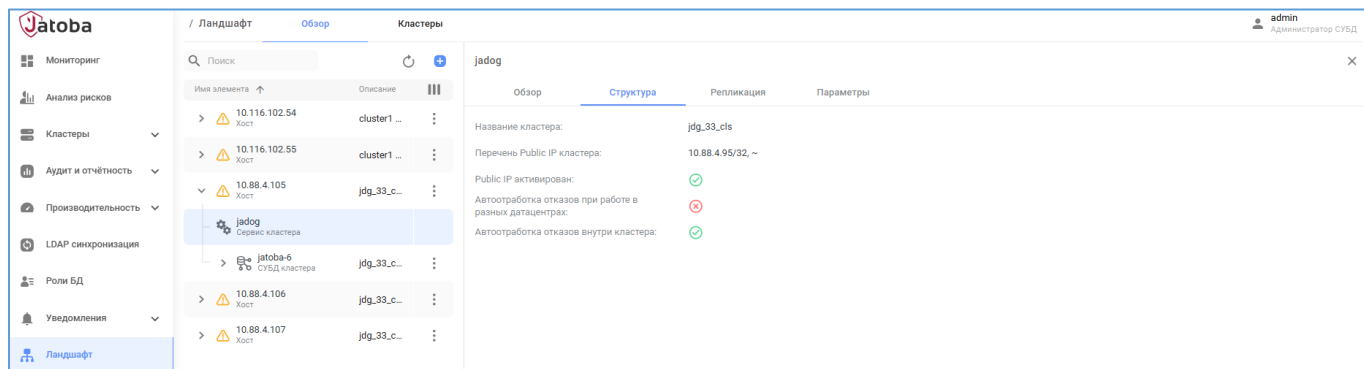 Jatoba
/ Ландшафт
Обзор
Кластеры
admin
Администратор СУБД
Мониторинг
Анализ рисков
Кластеры
Аудит и отчётность
Производительность
LDAP синхронизация
Роли БД
Уведомления
Ландшафт
Поиск
Имя элемента
Описание
10.116.102.54
Хост
cluster1 ...
10.116.102.55
Хост
cluster1 ...
10.88.4.105
Хост
jdg_33_c...
jadog
Сервис кластера
jatoba-6
СУБД кластера
jdg_33_c...
10.88.4.106
Хост
jdg_33_c...
10.88.4.107
Хост
jdg_33_c...
jadog
Обзор
Структура
Репликация
Параметры
Название кластера:
jdg_33_cls
Перечень Public IP кластера:
10.88.4.95/32, ~
Public IP активирован:
Автоотработка отказов при работе в
разных датацентрах:
Автоотработка отказов внутри кластера: